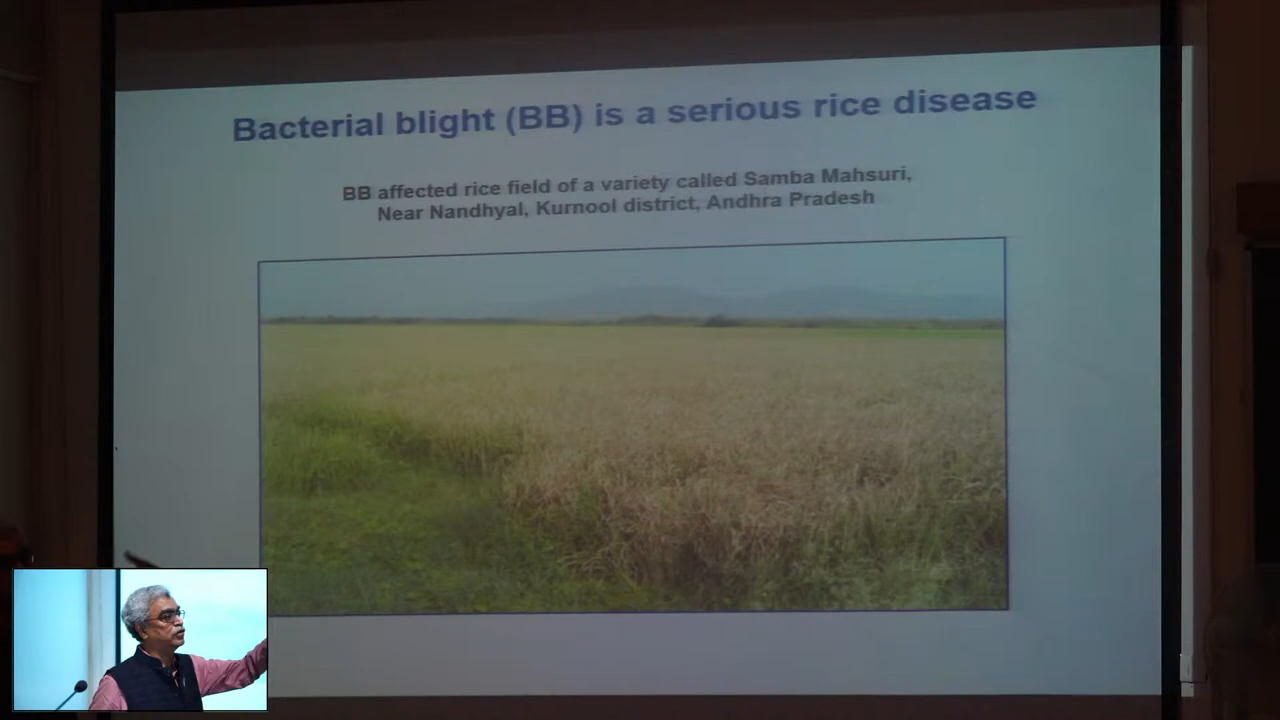 Bacterial blight (BB) is a serious rice disease
BB affected rice field of a variety called Samba Mahsuri,
Near Nandhyal, Kurnool district, Andhra Pradesh